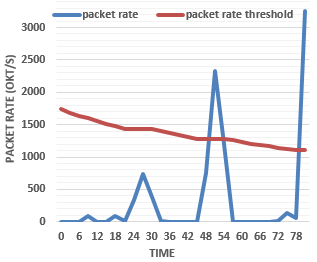 packet rate packet rate threshold
3000
2500
2000
1500
1000
500
0
PACKET RATE (OKT/S)
0 6 12 18 24 30 36 42 48 54 60 66 72 78
TIME